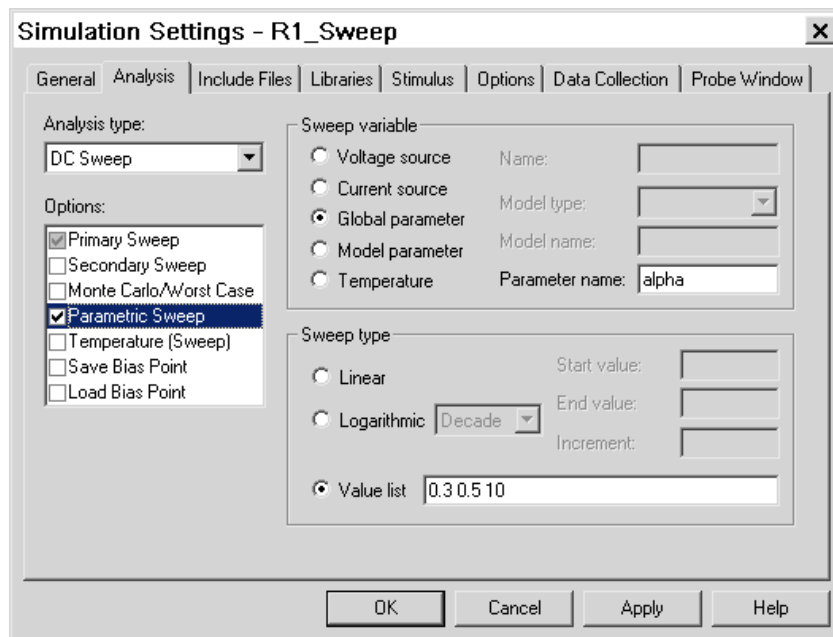 Simulation Settings - R1_Sweep
General Analysis Include Files Libraries Stimulus Options Data Collection Probe Window
Analysis type:
DC Sweep
Options:
Primary Sweep
Secondary Sweep
Monte Carlo/Worst Case
Parametric Sweep
Temperature (Sweep)
Save Bias Point
Load Bias Point
Sweep variable
Voltage source
Name:
Current source
Model type:
Global parameter
Model name:
Model parameter
Temperature
Parameter name: alpha
Sweep type
Linear
Start value:
End value:
Logarithmic Decade
Increment:
Value list 0.3 0.5 10
OK Cancel Apply Help